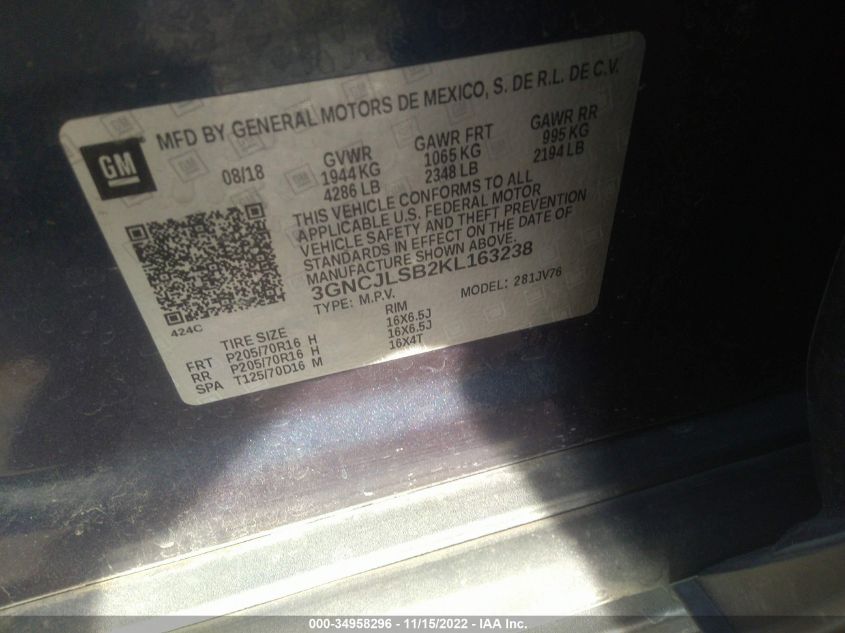 MFD BY GENERAL MOTORS DE MEXICO, S. DE R.L. DE C.V.
GM
08/18
GVWR
1944 KG
4286 LB
GAWR FRT
1065 KG
2348 LB
GAWR RR
995 KG
2194 LB
THIS VEHICLE CONFORMS TO ALL
APPLICABLE U.S. FEDERAL MOTOR
VEHICLE SAFETY AND THEFT PREVENTION
STANDARDS IN EFFECT ON THE DATE OF
MANUFACTURE SHOWN ABOVE.
3GNCJLSB2KL163238
TYPE: M.P.V.
MODEL: 281JV76
424C
TIRE SIZE RIM
FRT P205/70R16 H 16X6.5J
RR P205/70R16 H 16X6.5J
SPA T125/70D16 M 16X4T
000-34958296 - 11/15/2022 - IAA Inc.